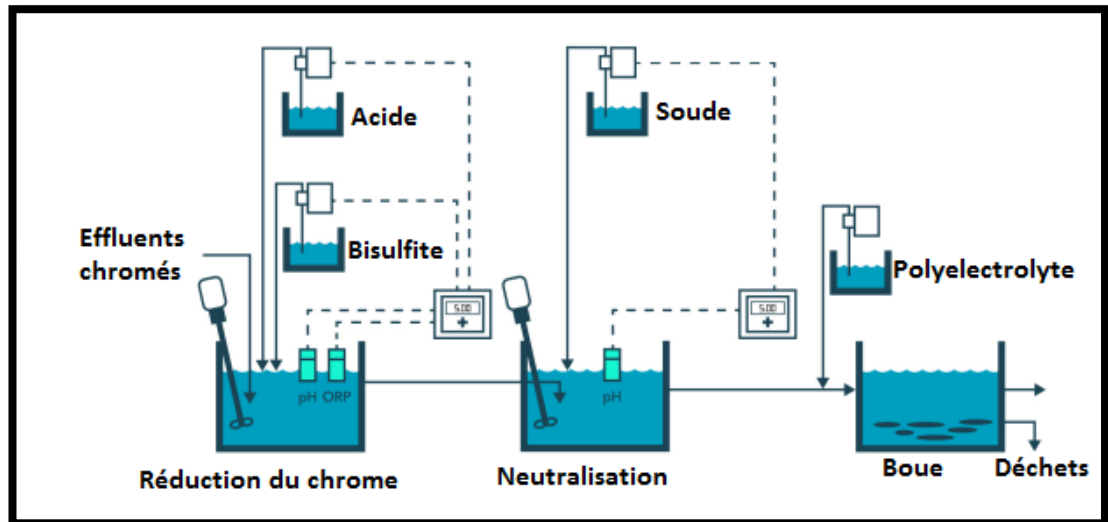 Acide
Soude
Bisulfite
Effluents
chromés
Polyelectrolyte
5.00
5.00
pH ORP
pH
Réduction du chrome
Neutralisation
Boue
Déchets